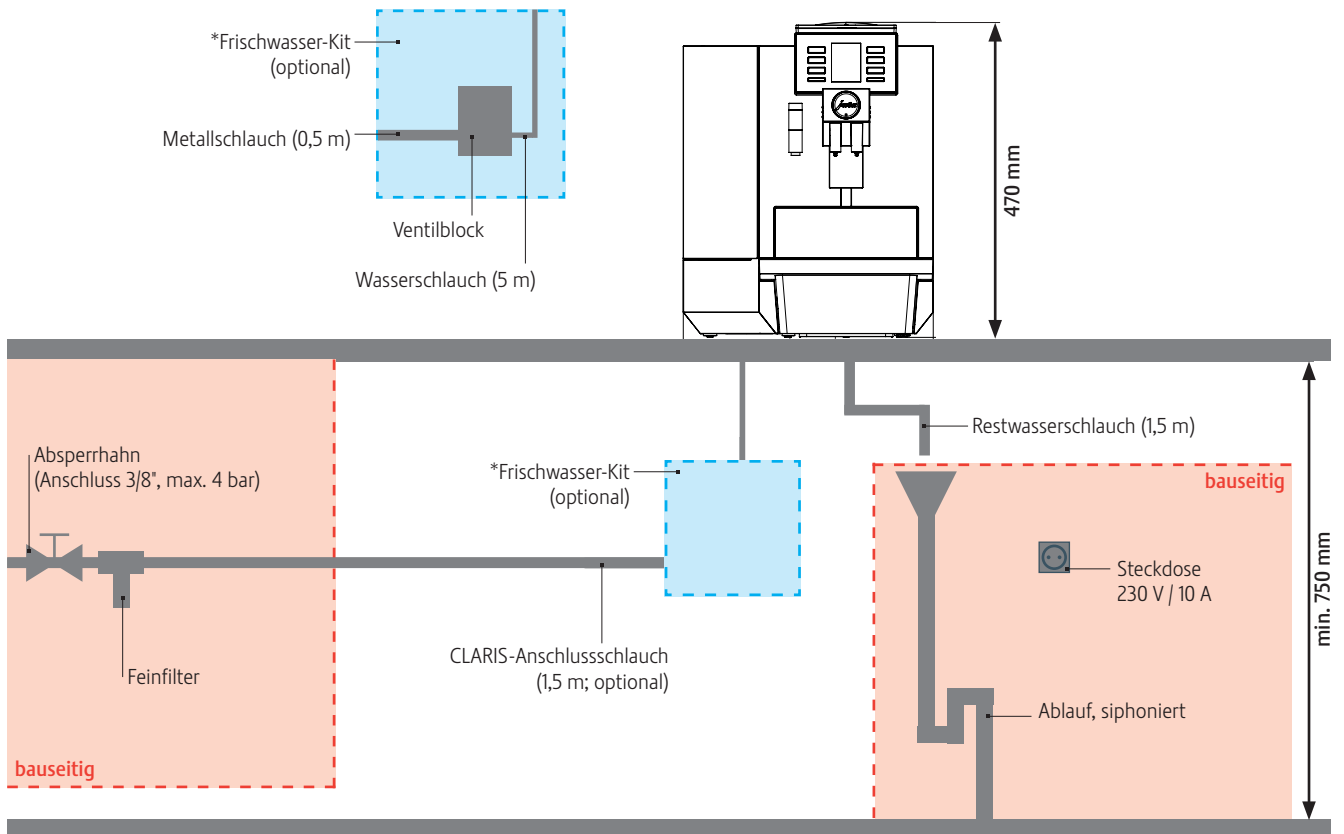 *Frischwasser-Kit
(optional)
Metallschlauch (0,5 m)
Ventilblock
Wasserschlauch (5 m)
jura
470 mm
Absperrhahn
(Anschluss 3/8", max. 4 bar)
Feinfilter
bauseitig
*Frischwasser-Kit
(optional)
CLARIS-Anschlussschlauch
(1,5 m; optional)
Restwasserschlauch (1,5 m)
bauseitig
Steckdose
230 V / 10 A
Ablauf, siphoniert
min. 750 mm